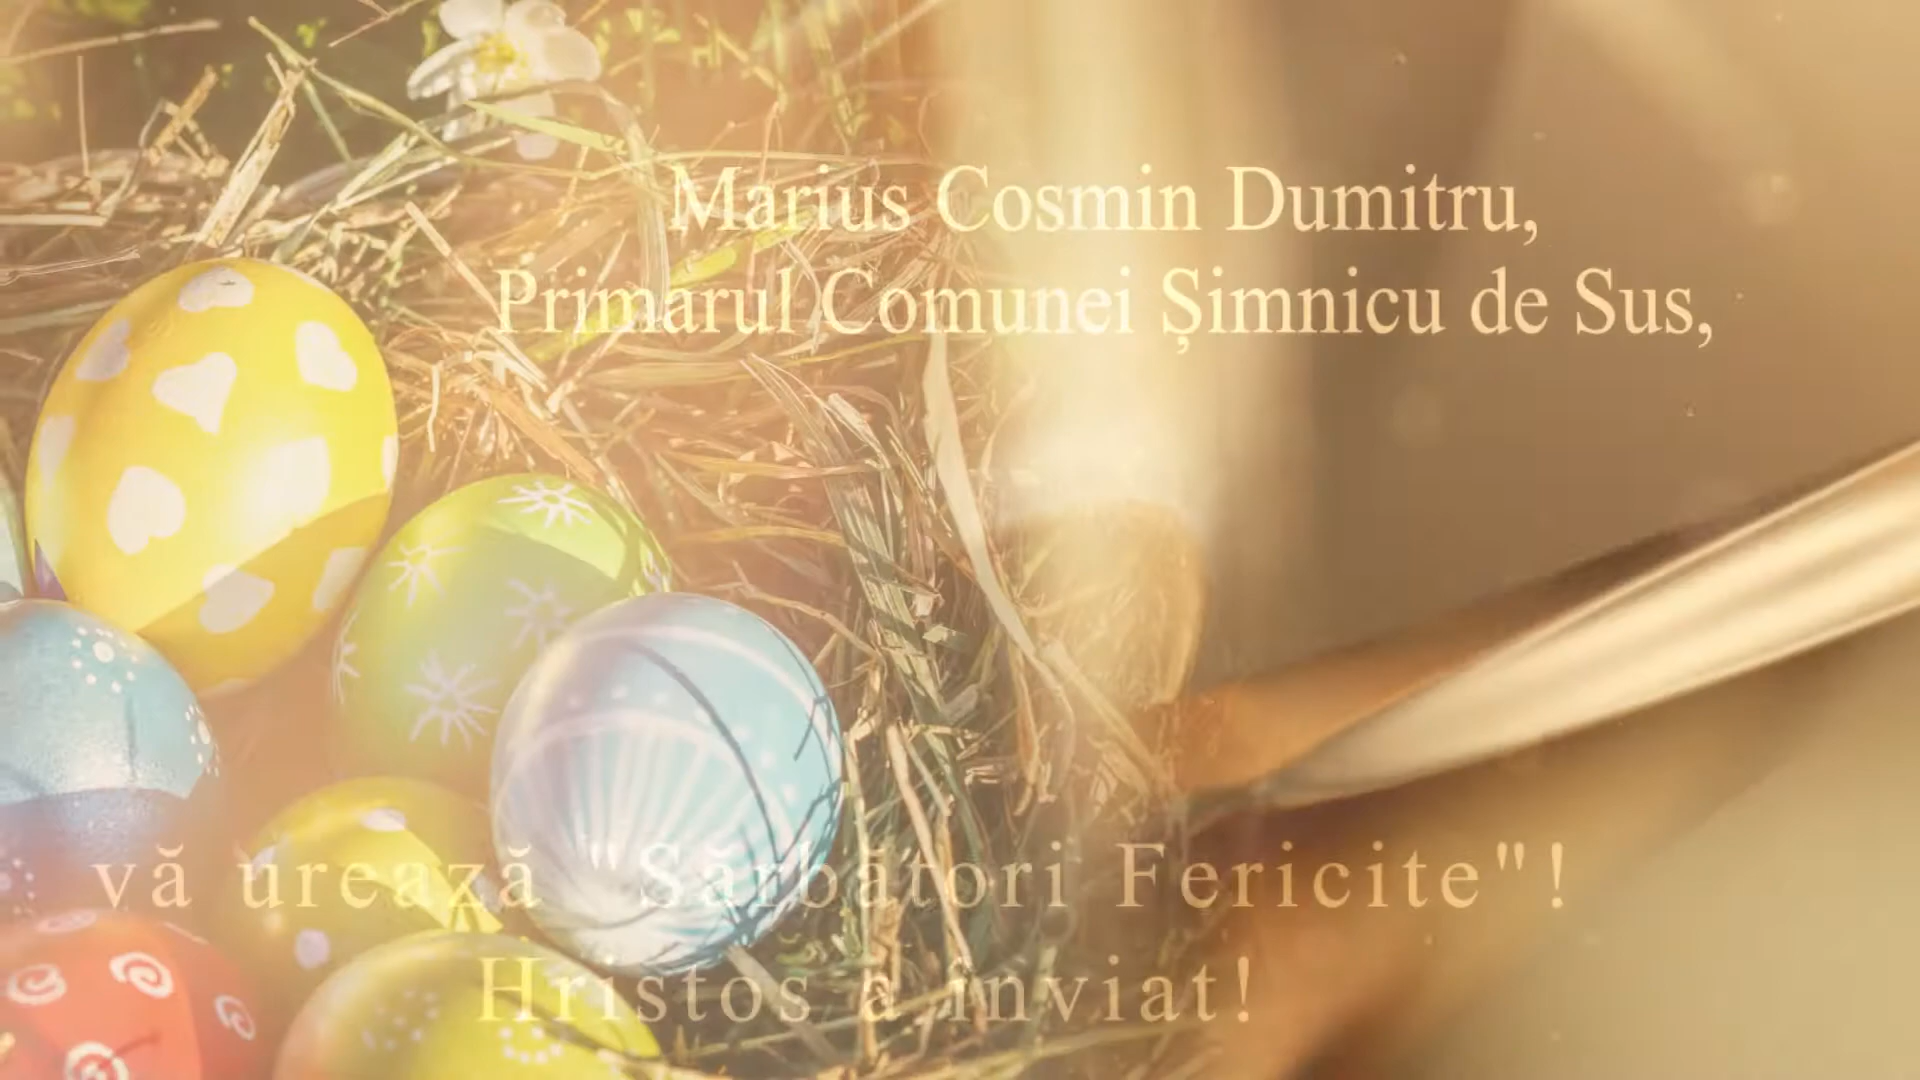 Marius Cosmin Dumitru,
Primarul Comunei Șimnicu de Sus,
vă urează "Sărbători Fericite"!
Hristos a înviat!